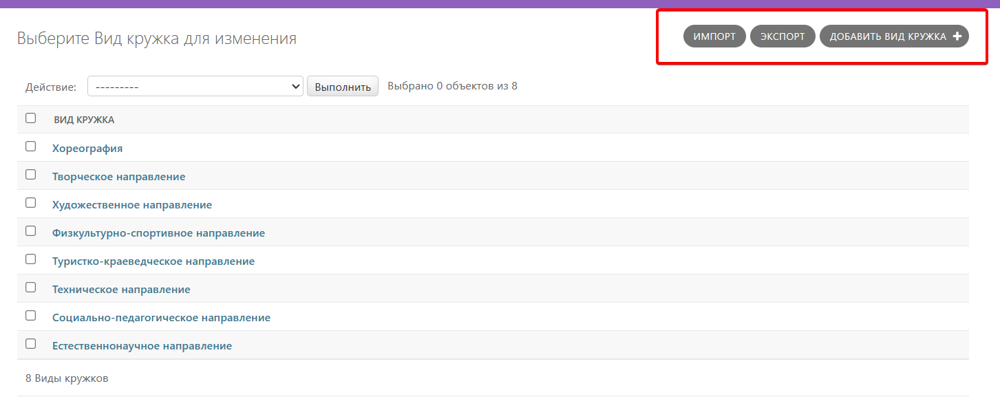 Выберите Вид кружка для изменения
ИМПОРТ ЭКСПОРТ ДОБАВИТЬ ВИД КРУЖКА +
Действие: --------- Выполнить Выбрано 0 объектов из 8
ВИД КРУЖКА
Хореография
Творческое направление
Художественное направление
Физкультурно-спортивное направление
Туристко-краеведческое направление
Техническое направление
Социально-педагогическое направление
Естественнонаучное направление
8 Виды кружков